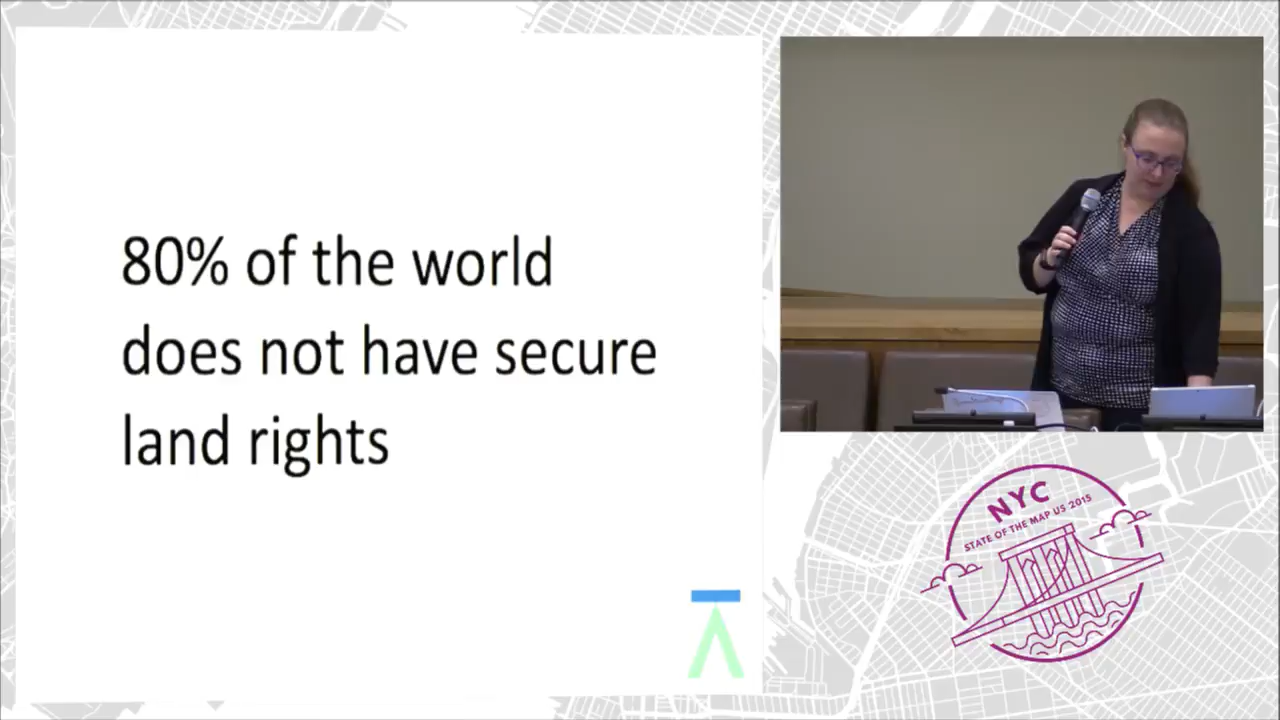 80% of the world
does not have secure
land rights
NYC
STATE OF THE MAP US 2015